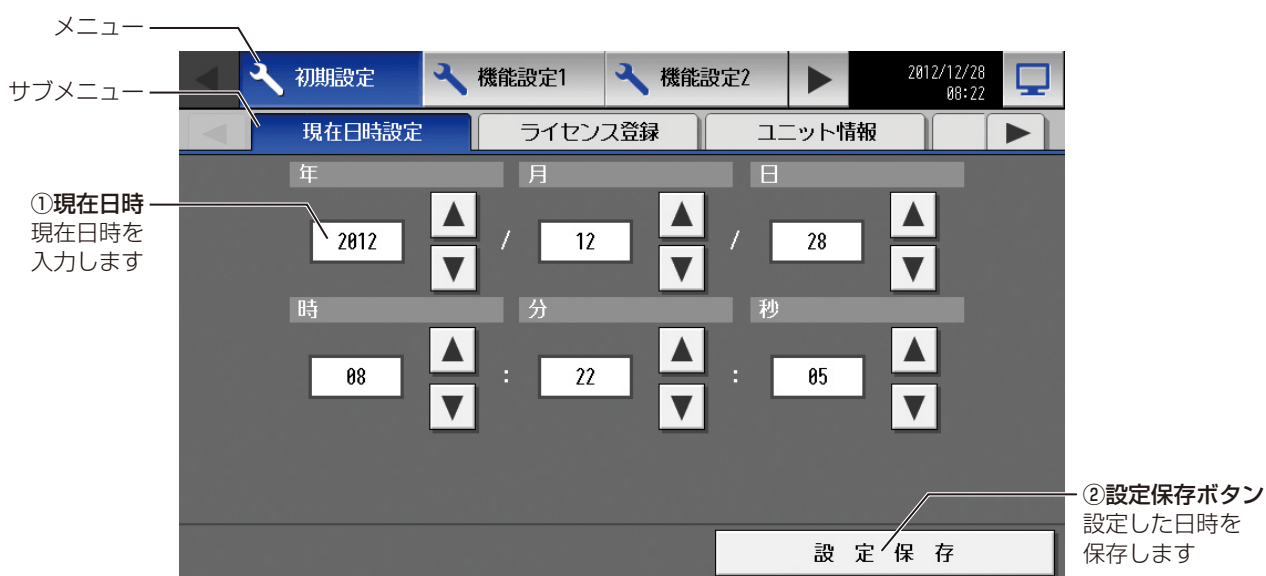 メニュー
初期設定 機能設定1 機能設定2 2012/12/28
08:22
サブメニュー
現在日時設定 ライセンス登録 ユニット情報
年 月 日
①現在日時
現在日時を
入力します
2012 / 12 / 28
時 分 秒
08 : 22 : 05
②設定保存ボタン
設定した日時を
保存します
設 定 保 存